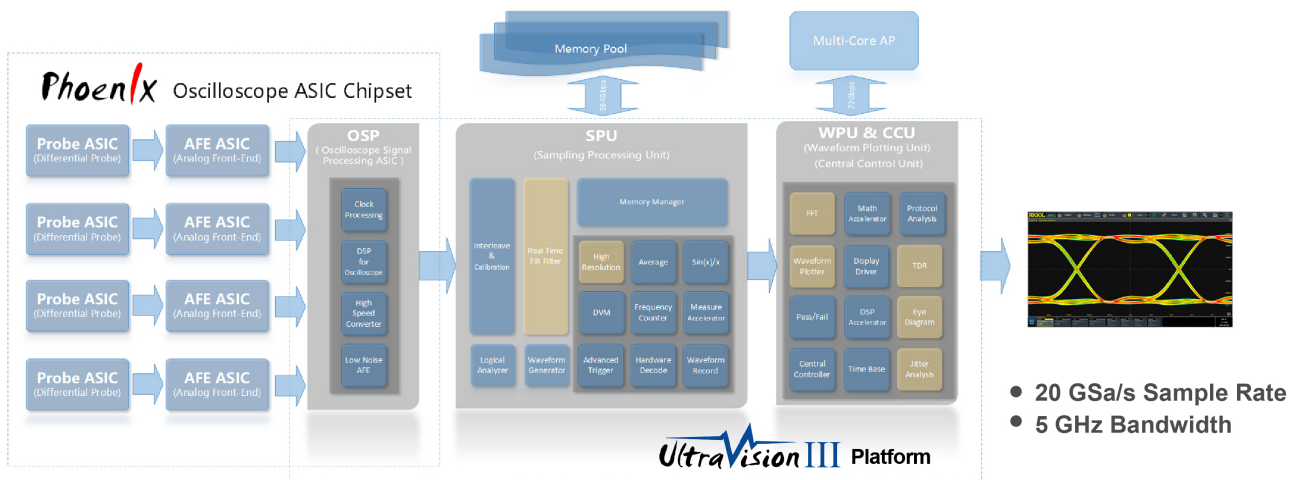 Memory Pool
Multi-Core AP
384Gbps
72Gbps
Phoenix Oscilloscope ASIC Chipset
Probe ASIC
(Differential Probe)
AFE ASIC
(Analog Front-End)
Probe ASIC
(Differential Probe)
AFE ASIC
(Analog Front-End)
Probe ASIC
(Differential Probe)
AFE ASIC
(Analog Front-End)
Probe ASIC
(Differential Probe)
AFE ASIC
(Analog Front-End)
OSP
( Oscilloscope Signal
Processing ASIC )
Clock
Processing
DSP
for
Oscilloscope
High
Speed
Converter
Low Noise
AFE
SPU
(Sampling Processing Unit)
Interleave
&
Calibration
Real Time
FIR Filter
Memory Manager
High
Resolution
Average
Sin(x)/x
DVM
Frequency
Counter
Measure
Accelerator
Logical
Analyzer
Waveform
Generator
Advanced
Trigger
Hardware
Decode
Waveform
Record
WPU & CCU
(Waveform Plotting Unit)
(Central Control Unit)
FFT
Math
Accelerator
Protocol
Analysis
Waveform
Plotter
Display
Driver
TDR
Pass/Fail
DSP
Accelerator
Eye
Diagram
Central
Controller
Time Base
Jitter
Analysis
RIGOL
• 20 GSa/s Sample Rate
• 5 GHz Bandwidth
UltraVision III Platform